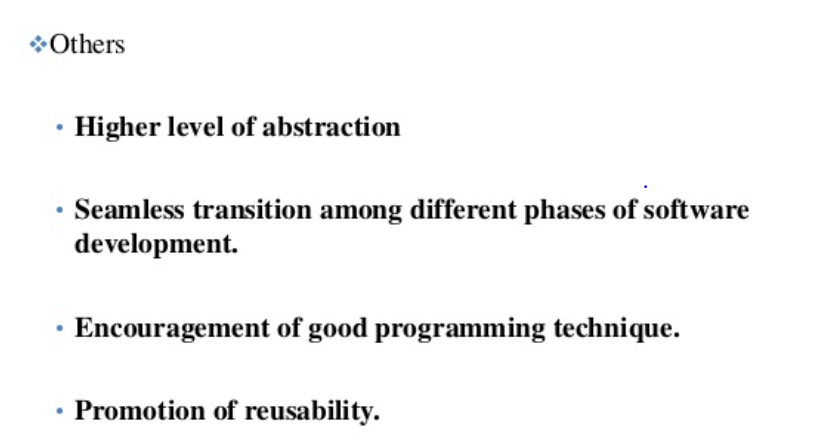 ❖Others
• Higher level of abstraction
• Seamless transition among different phases of software
development.
• Encouragement of good programming technique.
• Promotion of reusability.